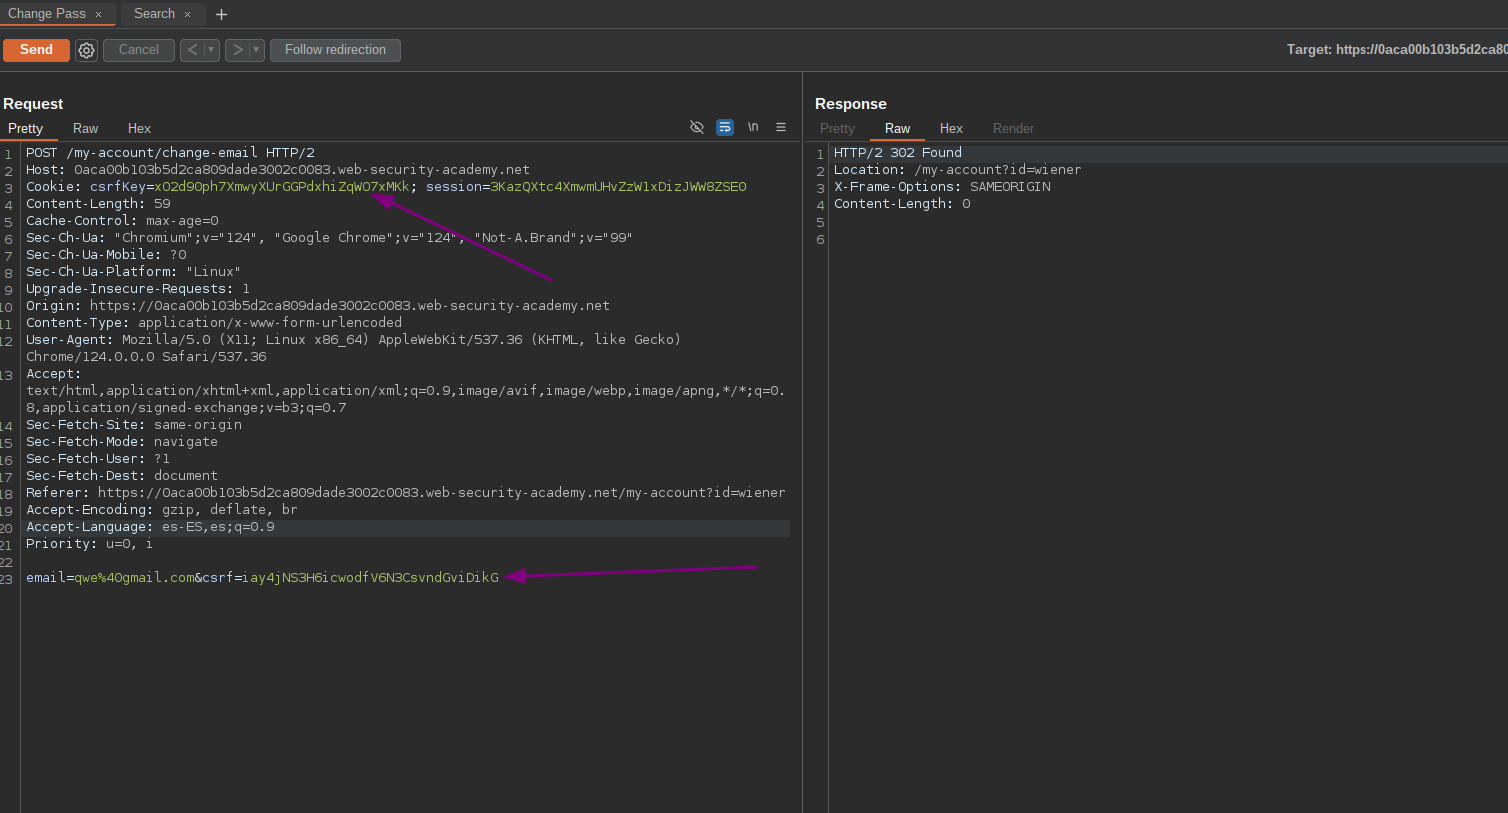 Change Pass × Search × +
Send Cancel < > Follow redirection Target: https://0aca00b103b5d2ca80
Request
Pretty Raw Hex \n
1 POST /my-account/change-email HTTP/2
2 Host: 0aca00b103b5d2ca809dade3002c0083.web-security-academy.net
3 Cookie: csrfKey=xO2d9Oph7XmwyXUrGGPdxhiZqWO7xMKk; session=3KazQXtc4XmwmUHvZzW1xDizJWW8ZSEO
4 Content-Length: 59
5 Cache-Control: max-age=0
6 Sec-Ch-Ua: "Chromium";v="124", "Google Chrome";v="124", "Not-A.Brand";v="99"
7 Sec-Ch-Ua-Mobile: ?0
8 Sec-Ch-Ua-Platform: "Linux"
9 Upgrade-Insecure-Requests: 1
10 Origin: https://0aca00b103b5d2ca809dade3002c0083.web-security-academy.net
11 Content-Type: application/x-www-form-urlencoded
12 User-Agent: Mozilla/5.0 (X11; Linux x86_64) AppleWebKit/537.36 (KHTML, like Gecko)
Chrome/124.0.0.0 Safari/537.36
13 Accept:
text/html,application/xhtml+xml,application/xml;q=0.9,image/avif,image/webp,image/apng,*/*;q=0.
8,application/signed-exchange;v=b3;q=0.7
14 Sec-Fetch-Site: same-origin
15 Sec-Fetch-Mode: navigate
16 Sec-Fetch-User: ?1
17 Sec-Fetch-Dest: document
18 Referer: https://0aca00b103b5d2ca809dade3002c0083.web-security-academy.net/my-account?id=wiener
19 Accept-Encoding: gzip, deflate, br
20 Accept-Language: es-ES,es;q=0.9
21 Priority: u=0, i
22
23 email=qwe%40gmail.com&csrf=iay4jNS3H6icwodfV6N3CsvndGviDikG
Response
Pretty Raw Hex Render
1 HTTP/2 302 Found
2 Location: /my-account?id=wiener
3 X-Frame-Options: SAMEORIGIN
4 Content-Length: 0
5
6